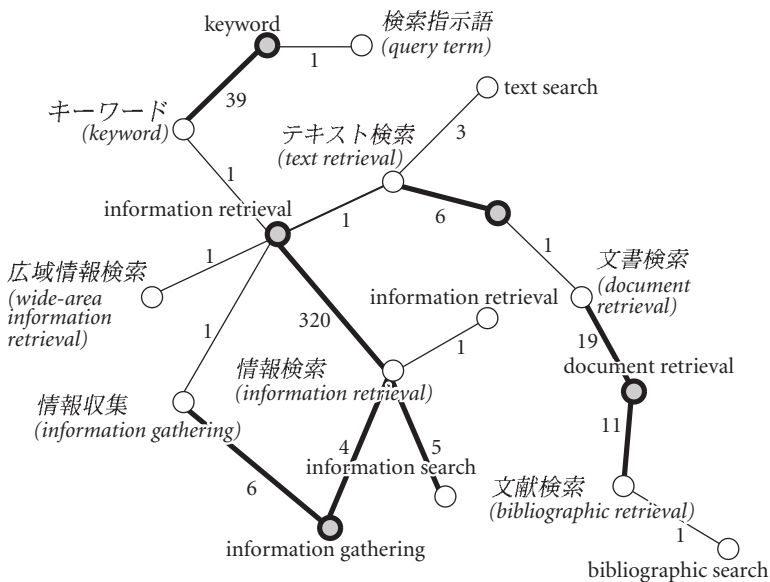 keyword
検索指示語
(query term)
1
39
キーワード
(keyword)
text search
3
テキスト検索
(text retrieval)
1
information retrieval
1
6
1
1
広域情報検索
(wide-area
information
retrieval)
文書検索
(document
retrieval)
information retrieval
320
1
1
19
document retrieval
情報検索
(information retrieval)
情報収集
(information gathering)
11
4
5
information search
6
文献検索
(bibliographic retrieval)
1
information gathering
bibliographic search